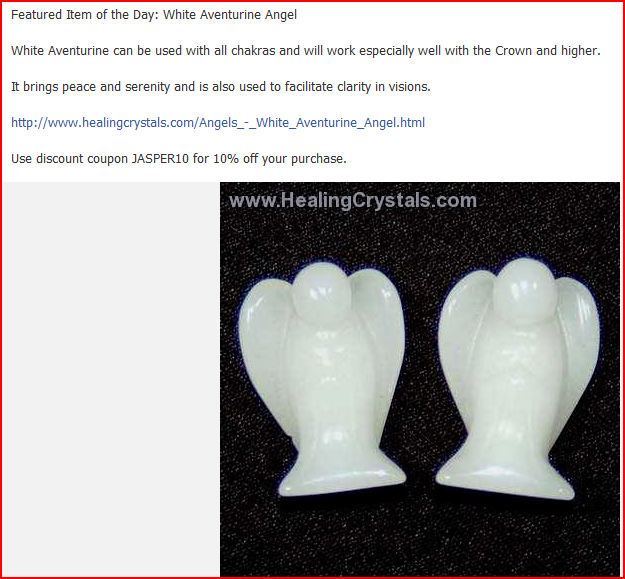 Featured Item of the Day: White Aventurine Angel
White Aventurine can be used with all chakras and will work especially well with the Crown and higher.
It brings peace and serenity and is also used to facilitate clarity in visions.
http://www.healingcrystals.com/Angels_-_White_Aventurine_Angel.html
Use discount coupon JASPER10 for 10% off your purchase.
www.HealingCrystals.com